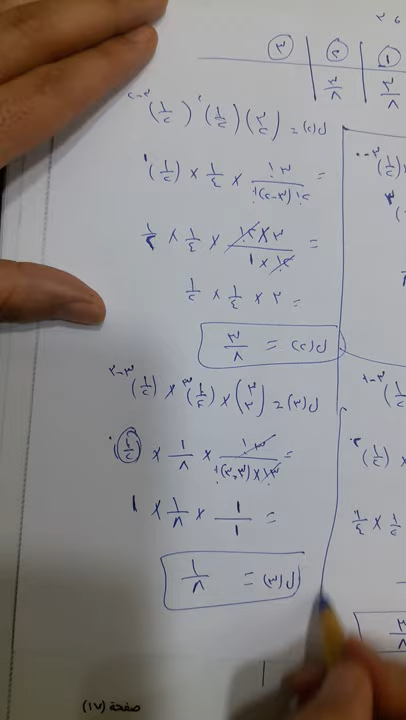 ٣ | ٢ | ١
٣/٨ | ٣/٨
ل(٢) = (٣ ٢) (١/٢)^٢ (١/٢)^٣-٢
= ٣!/٢!(٣-٢)! × ١/٤ × (١/٢)^١
= ٣×٢!/٢!×١ × ١/٤ × ١/٢
= ٣ × ١/٤ × ١/٢
ل(٢) = ٣/٨
ل(٣) = (٣ ٣) × (١/٢)^٣ × (١/٢)^٣-٣
= ٣!/٣!×(٣-٣)! × ١/٨ × (١/٢)^٠
= ١/١ × ١/٨ × ١
ل(٣) = ١/٨
صفحة (١٧)